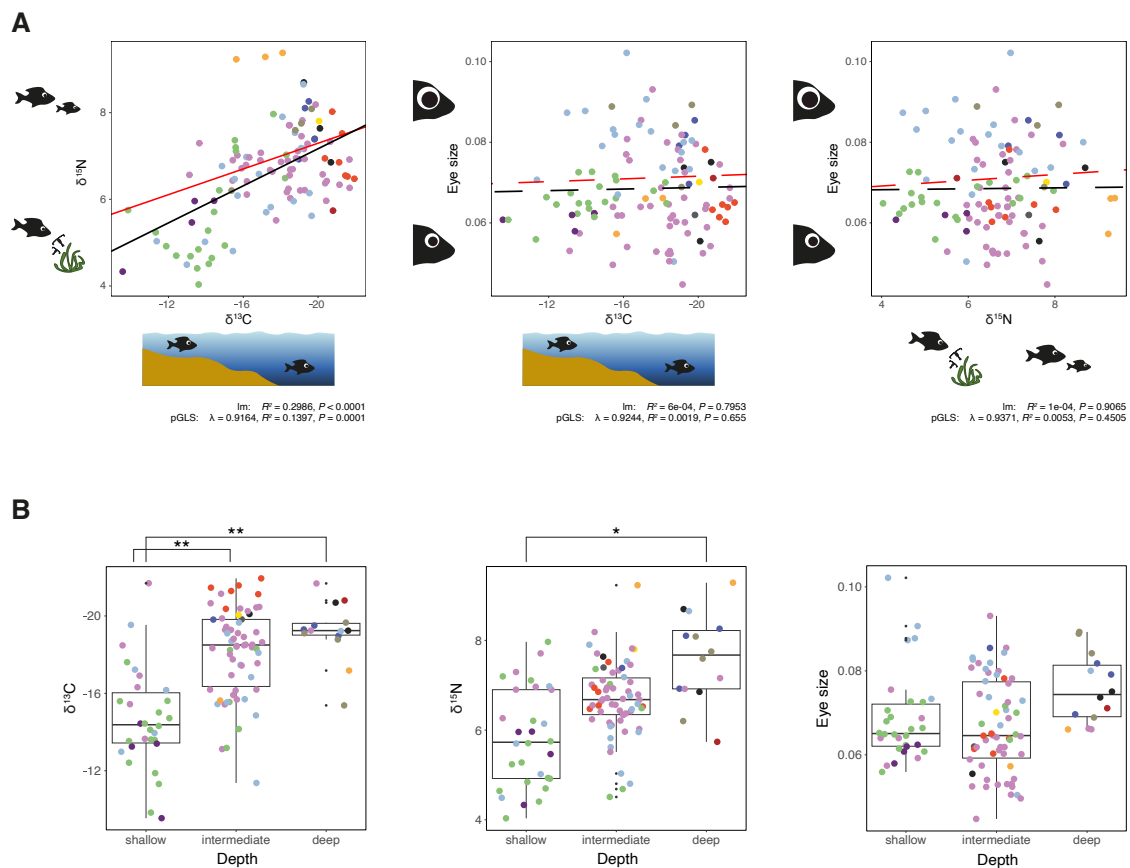 A
δ¹⁵N
8
6
4
−12
−16
−20
δ¹³C
lm: R² = 0.2986, P < 0.0001
pGLS: λ = 0.9164, R² = 0.1397, P = 0.0001
Eye size
0.10
0.08
0.06
−12
−16
−20
δ¹³C
lm: R² = 6e-04, P = 0.7953
pGLS: λ = 0.9244, R² = 0.0019, P = 0.655
Eye size
0.10
0.08
0.06
4
6
8
δ¹⁵N
lm: R² = 1e-04, P = 0.9065
pGLS: λ = 0.9371, R² = 0.0053, P = 0.4505
B
**
**
δ¹³C
-20
-16
-12
shallow intermediate deep
Depth
*
δ¹⁵N
8
6
4
shallow intermediate deep
Depth
Eye size
0.10
0.08
0.06
shallow intermediate deep
Depth